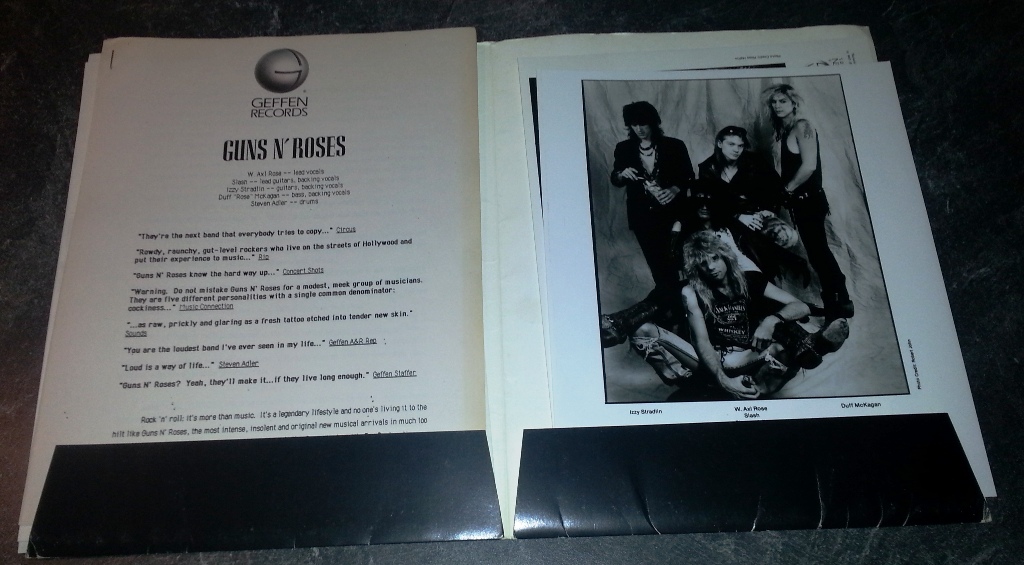 GEFFEN
RECORDS
GUNS N' ROSES
W. Axl Rose -- lead vocals
Slash -- lead guitars, backing vocals
Izzy Stradlin -- guitars, backing vocals
Duff "Rose" McKagan -- bass, backing vocals
Steven Adler -- drums
"They're the next band that everybody tries to copy..." Circus
"Rowdy, raunchy, gut-level rockers who live on the streets of Hollywood and
put their experience to music..." Rip
"Guns N' Roses knew the hard way up..." Concert Shots
"Warning. Do not mistake Guns N' Roses for a modest, meek group of musicians.
They are five different personalities with a single common denominator:
cockiness..." Music Connection
"...as raw, prickly and glaring as a fresh tattoo etched into tender new skin."
Sounds
"You are the loudest band I've ever seen in my life..." Geffen A&R Rep
"Loud is a way of life..." Steven Adler
"Guns N' Roses? Yeah, they'll make it...if they live long enough." Geffen Staffer
Rock 'n' roll: it's more than music. It's a legendary lifestyle and no one's living it to the
hilt like Guns N' Roses, the most intense, insolent and original new musical arrivals in much too
JACK DANIEL'S
WHISKEY
Izzy Stradlin
W. Axl Rose
Slash
Duff McKagan
Photo Credit: Robert John